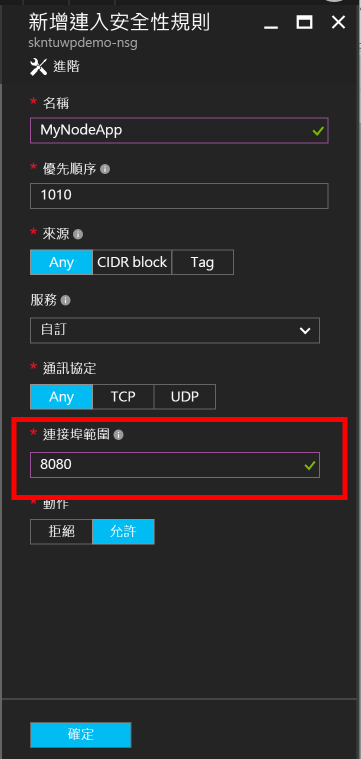 新增連入安全性規則
skntuwpdemo-nsg
進階
* 名稱
MyNodeApp
* 優先順序
1010
* 來源
Any CIDR block Tag
服務
自訂
* 通訊協定
Any TCP UDP
* 連接埠範圍
8080
* 動作
拒絕 允許
確定